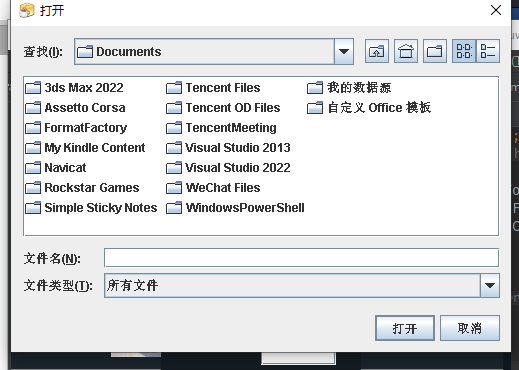 打开
查找(I):
Documents
3ds Max 2022
Assetto Corsa
FormatFactory
My Kindle Content
Navicat
Rockstar Games
Simple Sticky Notes
Tencent Files
Tencent OD Files
TencentMeeting
Visual Studio 2013
Visual Studio 2022
WeChat Files
WindowsPowerShell
我的数据源
自定义 Office 模板
文件名(N):
文件类型(T):
所有文件
打开
取消